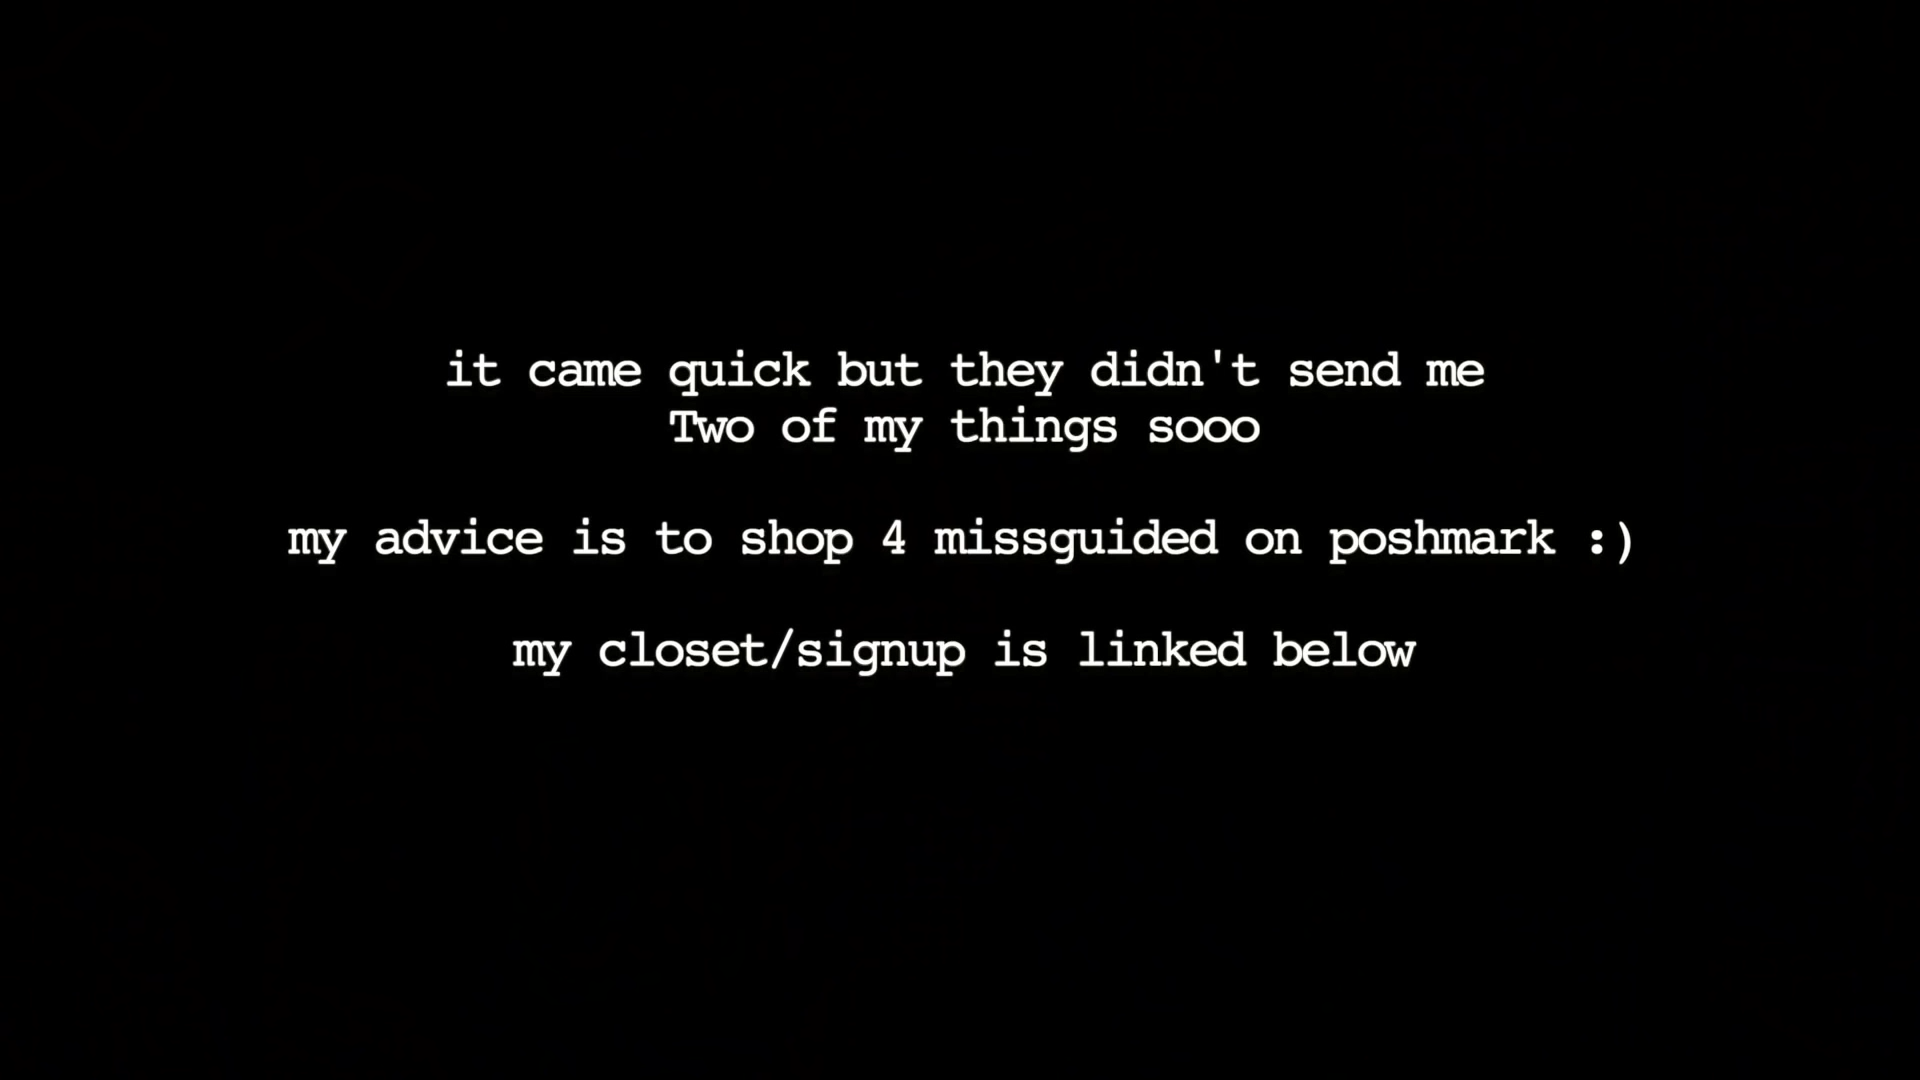 it came quick but they didn't send me
Two of my things sooo
my advice is to shop 4 missguided on poshmark :)
my closet/signup is linked below